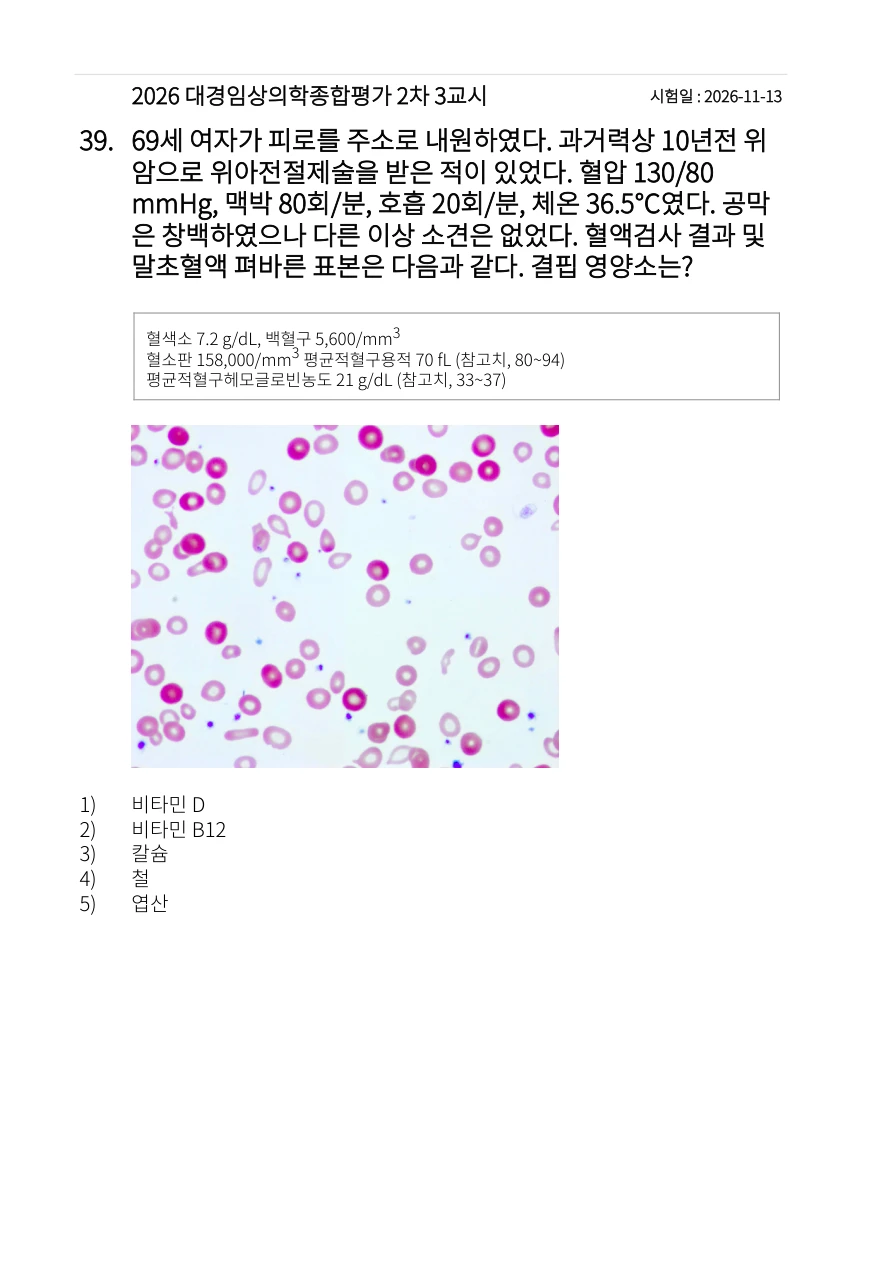 2026 대경임상의학종합평가 2차 3교시 시험일 : 2026-11-13
39. 69세 여자가 피로를 주소로 내원하였다. 과거력상 10년전 위
암으로 위아전절제술을 받은 적이 있었다. 혈압 130/80
mmHg, 맥박 80회/분, 호흡 20회/분, 체온 36.5℃였다. 공막
은 창백하였으나 다른 이상 소견은 없었다. 혈액검사 결과 및
말초혈액 펴바른 표본은 다음과 같다. 결핍 영양소는?
혈색소 7.2 g/dL, 백혈구 5,600/mm³
혈소판 158,000/mm³ 평균적혈구용적 70 fL (참고치, 80~94)
평균적혈구헤모글로빈농도 21 g/dL (참고치, 33~37)
1) 비타민 D
2) 비타민 B12
3) 칼슘
4) 철
5) 엽산